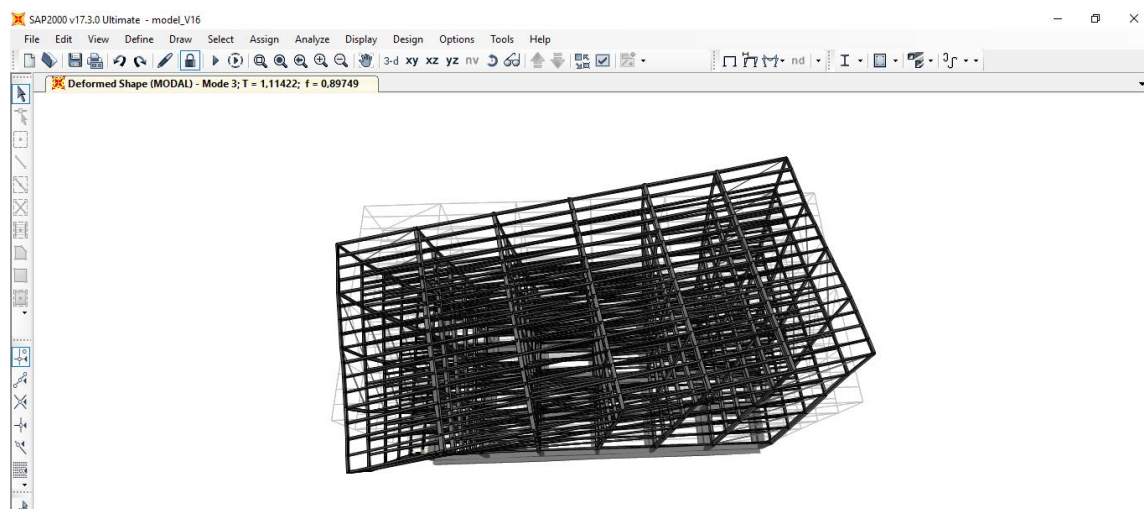 SAP2000 v17.3.0 Ultimate - model_V16
File Edit View Define Draw Select Assign Analyze Display Design Options Tools Help
3-d xy xz yz nv nd
Deformed Shape (MODAL) - Mode 3; T = 1,11422; f = 0,89749